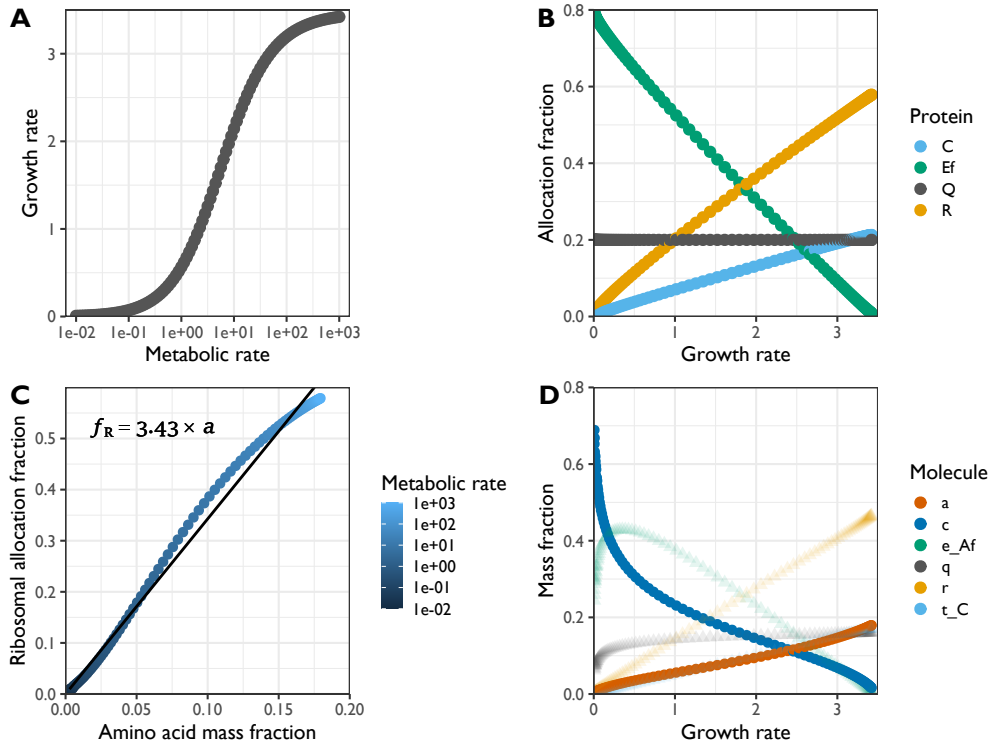 A
Growth rate
3
2
1
0
1e-02 1e-01 1e+00 1e+01 1e+02 1e+03
Metabolic rate
B
Allocation fraction
0.8
0.6
0.4
0.2
0.0
0 1 2 3
Growth rate
Protein
C
Ef
Q
R
C
Ribosomal allocation fraction
0.5
0.4
0.3
0.2
0.1
0.0
f_R = 3.43 × a
0.00 0.05 0.10 0.15 0.20
Amino acid mass fraction
Metabolic rate
1e+03
1e+02
1e+01
1e+00
1e-01
1e-02
D
Mass fraction
0.8
0.6
0.4
0.2
0.0
0 1 2 3
Growth rate
Molecule
a
c
e_Af
q
r
t_C